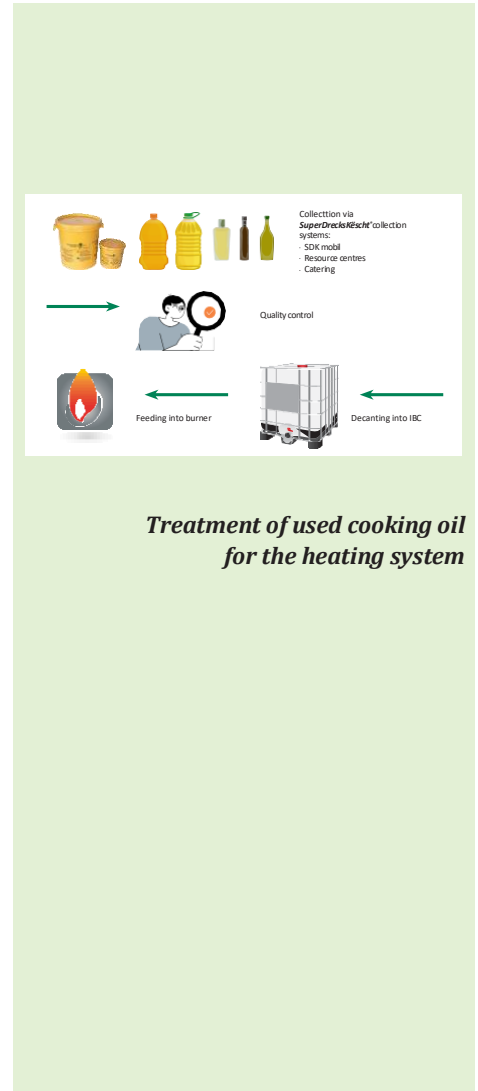 Collecttion via
SuperDrecksKëscht® collection
systems:
- SDK mobil
- Resource centres
- Catering
Quality control
Feeding into burner
Decanting into IBC
Treatment of used cooking oil
for the heating system